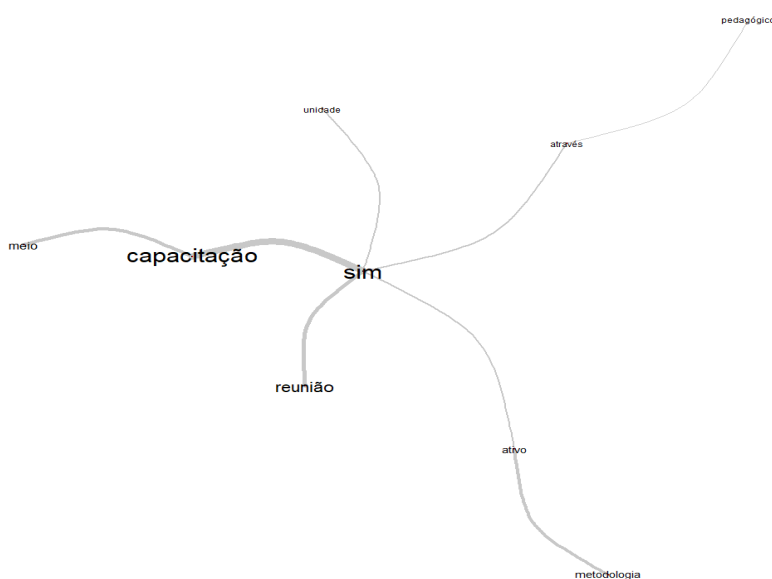 pedagógico
unidade
através
meio
capacitação
sim
reunião
ativo
metodologia